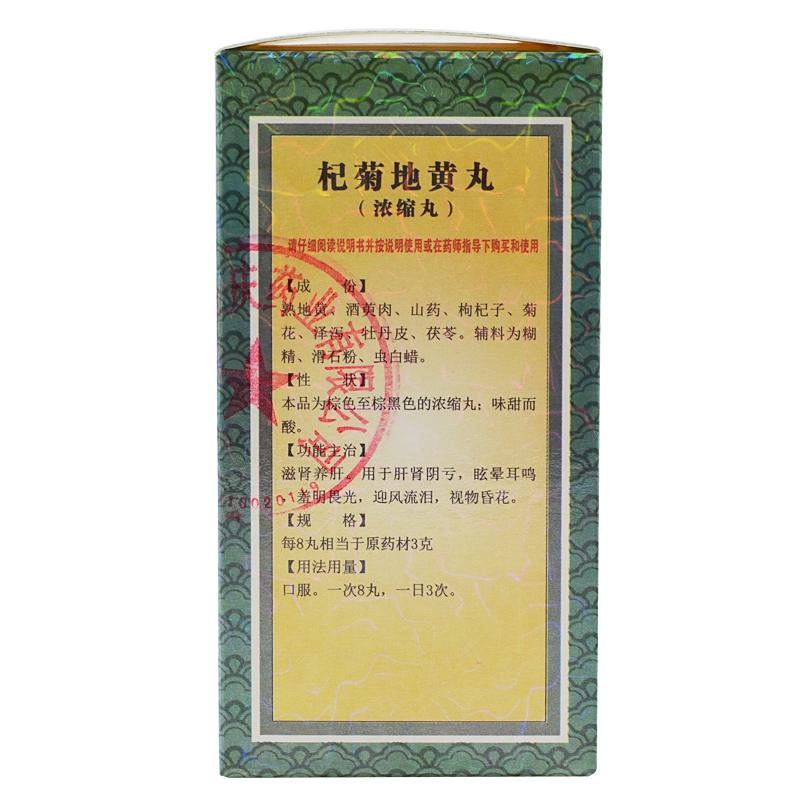 杞菊地黄丸
（浓缩丸）
请仔细阅读说明书并按说明使用或在药师指导下购买和使用
【成　份】
熟地黄、酒萸肉、山药、枸杞子、菊
花、泽泻、牡丹皮、茯苓。辅料为糊
精、滑石粉、虫白蜡。
【性　状】
本品为棕色至棕黑色的浓缩丸；味甜而
酸。
【功能主治】
滋肾养肝。用于肝肾阴亏，眩晕耳鸣
，羞明畏光，迎风流泪，视物昏花。
【规　格】
每8丸相当于原药材3克
【用法用量】
口服。一次8丸，一日3次。
药业有限公司